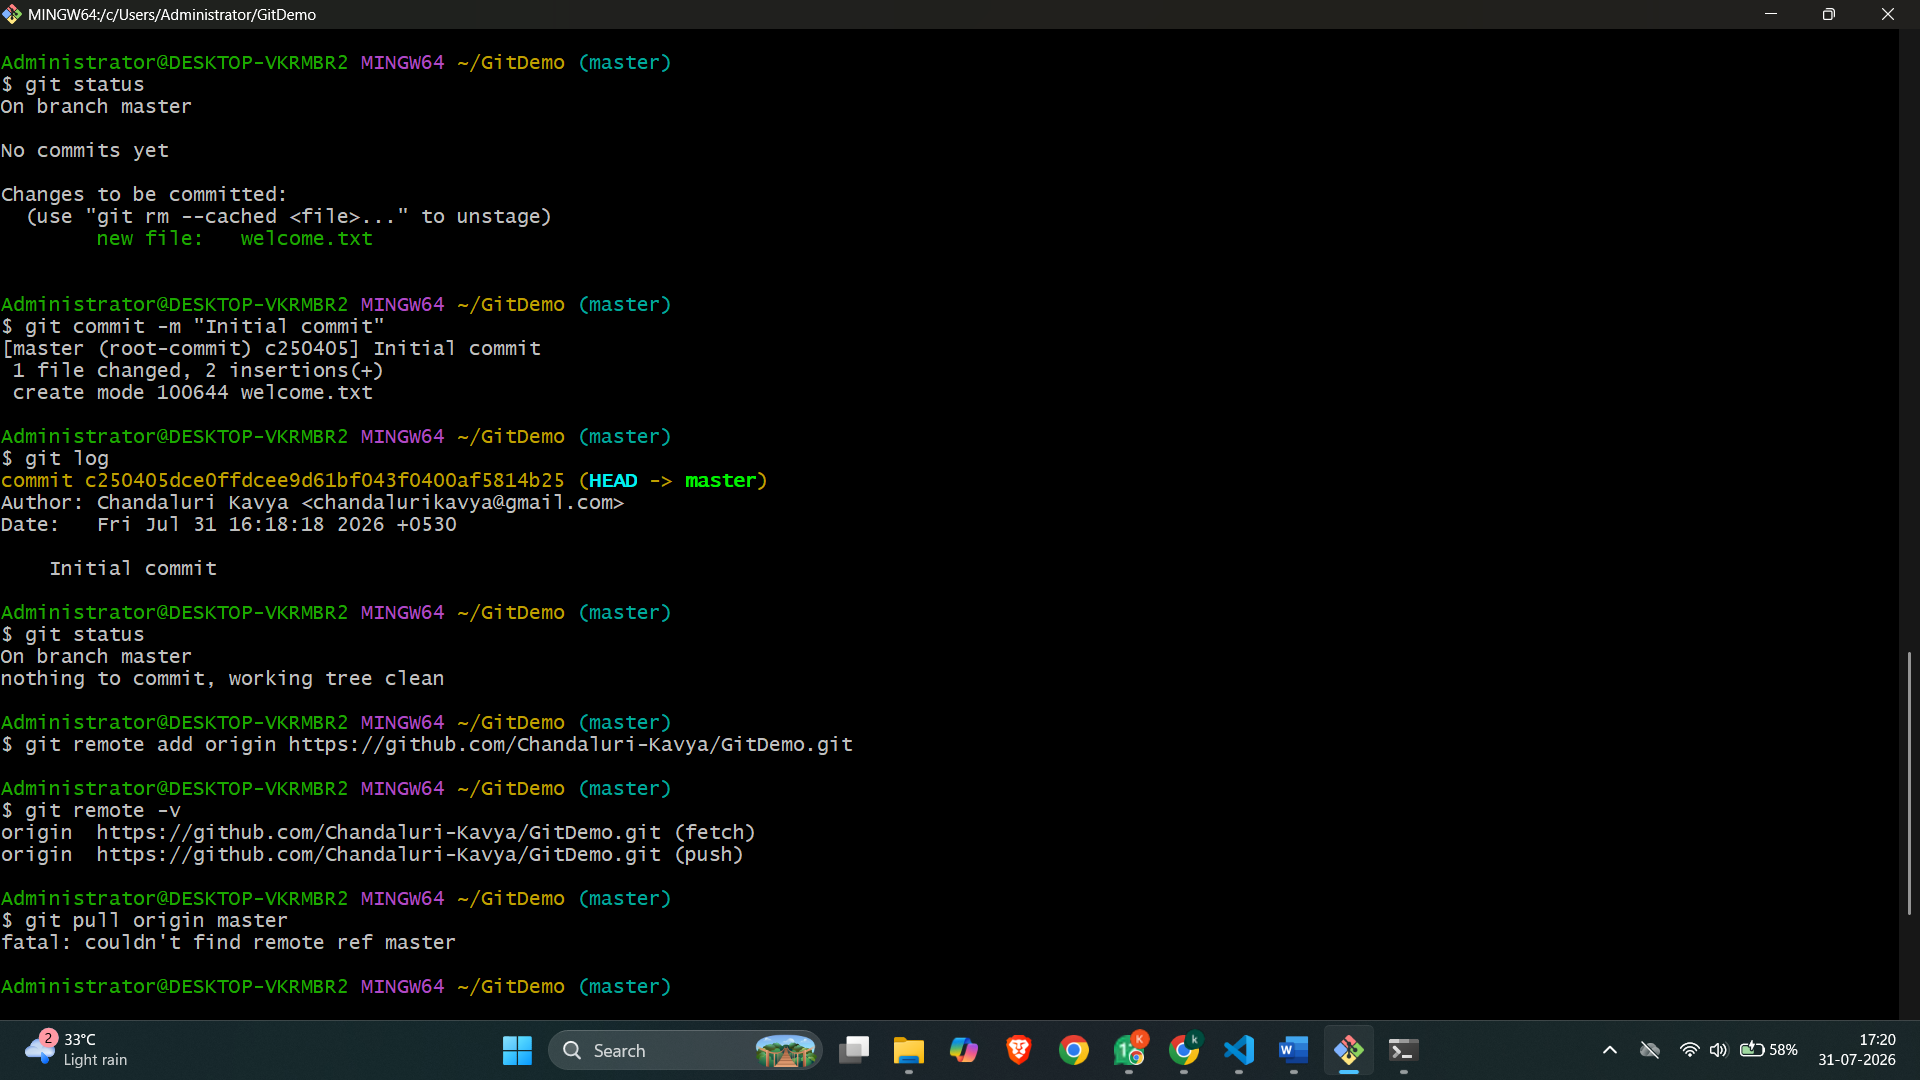 MINGW64:/c/Users/Administrator/GitDemo
Administrator@DESKTOP-VKRMBR2 MINGW64 ~/GitDemo (master)
$ git status
On branch master
No commits yet
Changes to be committed:
  (use "git rm --cached <file>..." to unstage)
        new file:   welcome.txt
Administrator@DESKTOP-VKRMBR2 MINGW64 ~/GitDemo (master)
$ git commit -m "Initial commit"
[master (root-commit) c250405] Initial commit
 1 file changed, 2 insertions(+)
 create mode 100644 welcome.txt
Administrator@DESKTOP-VKRMBR2 MINGW64 ~/GitDemo (master)
$ git log
commit c250405dce0ffdcee9d61bf043f0400af5814b25 (HEAD -> master)
Author: Chandaluri Kavya <chandalurikavya@gmail.com>
Date:   Fri Jul 31 16:18:18 2026 +0530
    Initial commit
Administrator@DESKTOP-VKRMBR2 MINGW64 ~/GitDemo (master)
$ git status
On branch master
nothing to commit, working tree clean
Administrator@DESKTOP-VKRMBR2 MINGW64 ~/GitDemo (master)
$ git remote add origin https://github.com/Chandaluri-Kavya/GitDemo.git
Administrator@DESKTOP-VKRMBR2 MINGW64 ~/GitDemo (master)
$ git remote -v
origin  https://github.com/Chandaluri-Kavya/GitDemo.git (fetch)
origin  https://github.com/Chandaluri-Kavya/GitDemo.git (push)
Administrator@DESKTOP-VKRMBR2 MINGW64 ~/GitDemo (master)
$ git pull origin master
fatal: couldn't find remote ref master
Administrator@DESKTOP-VKRMBR2 MINGW64 ~/GitDemo (master)
2
33°C
Light rain
Search
K
k
W
58%
17:20
31-07-2026